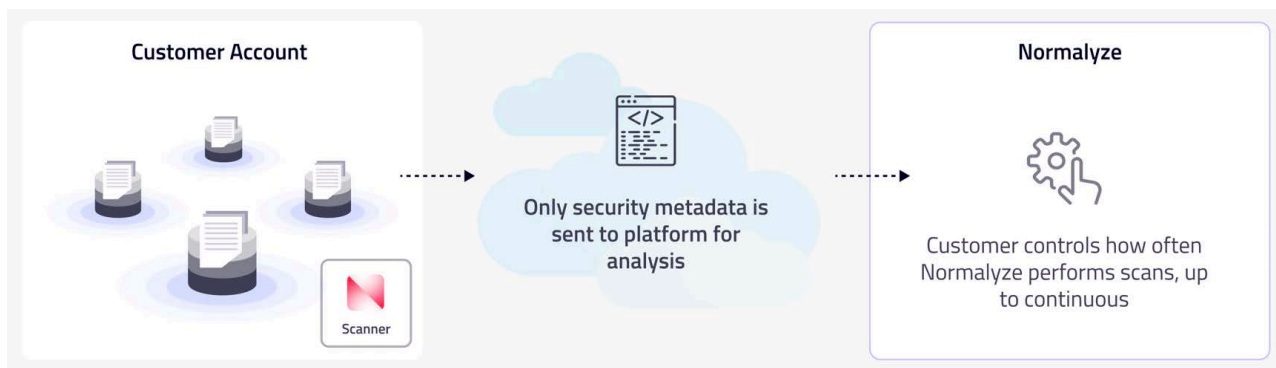 Customer Account
Scanner
</>
Only security metadata is
sent to platform for
analysis
Normalyze
Customer controls how often
Normalyze performs scans, up
to continuous